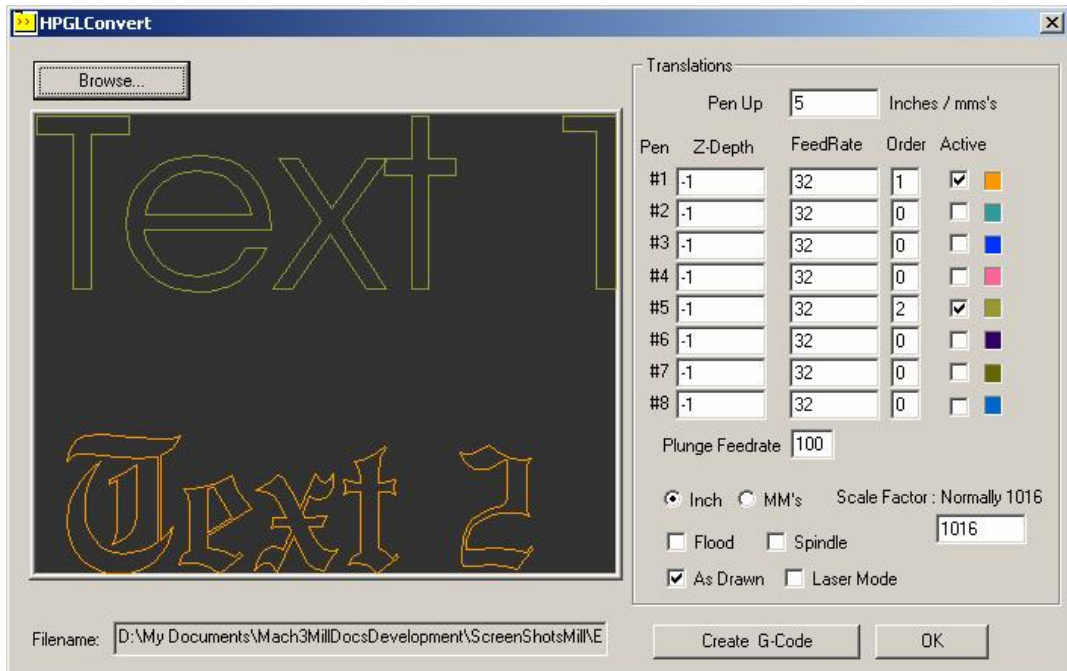 HPGLConvert
Browse...
Text 1
Text 2
Translations
Pen Up 5 Inches / mms's
Pen Z-Depth FeedRate Order Active
#1 -1 32 1
#2 -1 32 0
#3 -1 32 0
#4 -1 32 0
#5 -1 32 2
#6 -1 32 0
#7 -1 32 0
#8 -1 32 0
Plunge Feedrate 100
Inch MM's Scale Factor : Normally 1016
1016
Flood Spindle
As Drawn Laser Mode
Filename: D:\My Documents\Mach3MillDocsDevelopment\ScreenShotsMill\E
Create G-Code OK